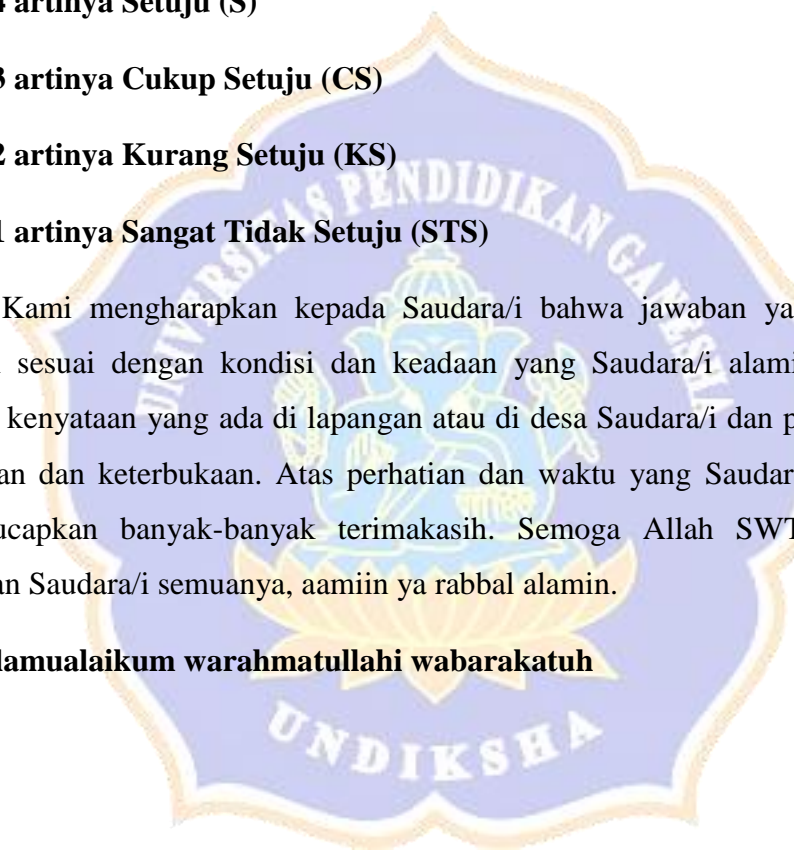 artinya Setuju (S)
3 artinya Cukup Setuju (CS)
2 artinya Kurang Setuju (KS)
1 artinya Sangat Tidak Setuju (STS)
Kami mengharapkan kepada Saudara/i bahwa jawaban ya
sesuai dengan kondisi dan keadaan yang Saudara/i alami
kenyataan yang ada di lapangan atau di desa Saudara/i dan p
an dan keterbukaan. Atas perhatian dan waktu yang Saudar
ucapkan banyak-banyak terimakasih. Semoga Allah SWT
an Saudara/i semuanya, aamiin ya rabbal alamin.
lamualaikum warahmatullahi wabarakatuh
UNIVERSITAS PENDIDIKAN GANESHA
UNDIKSHA